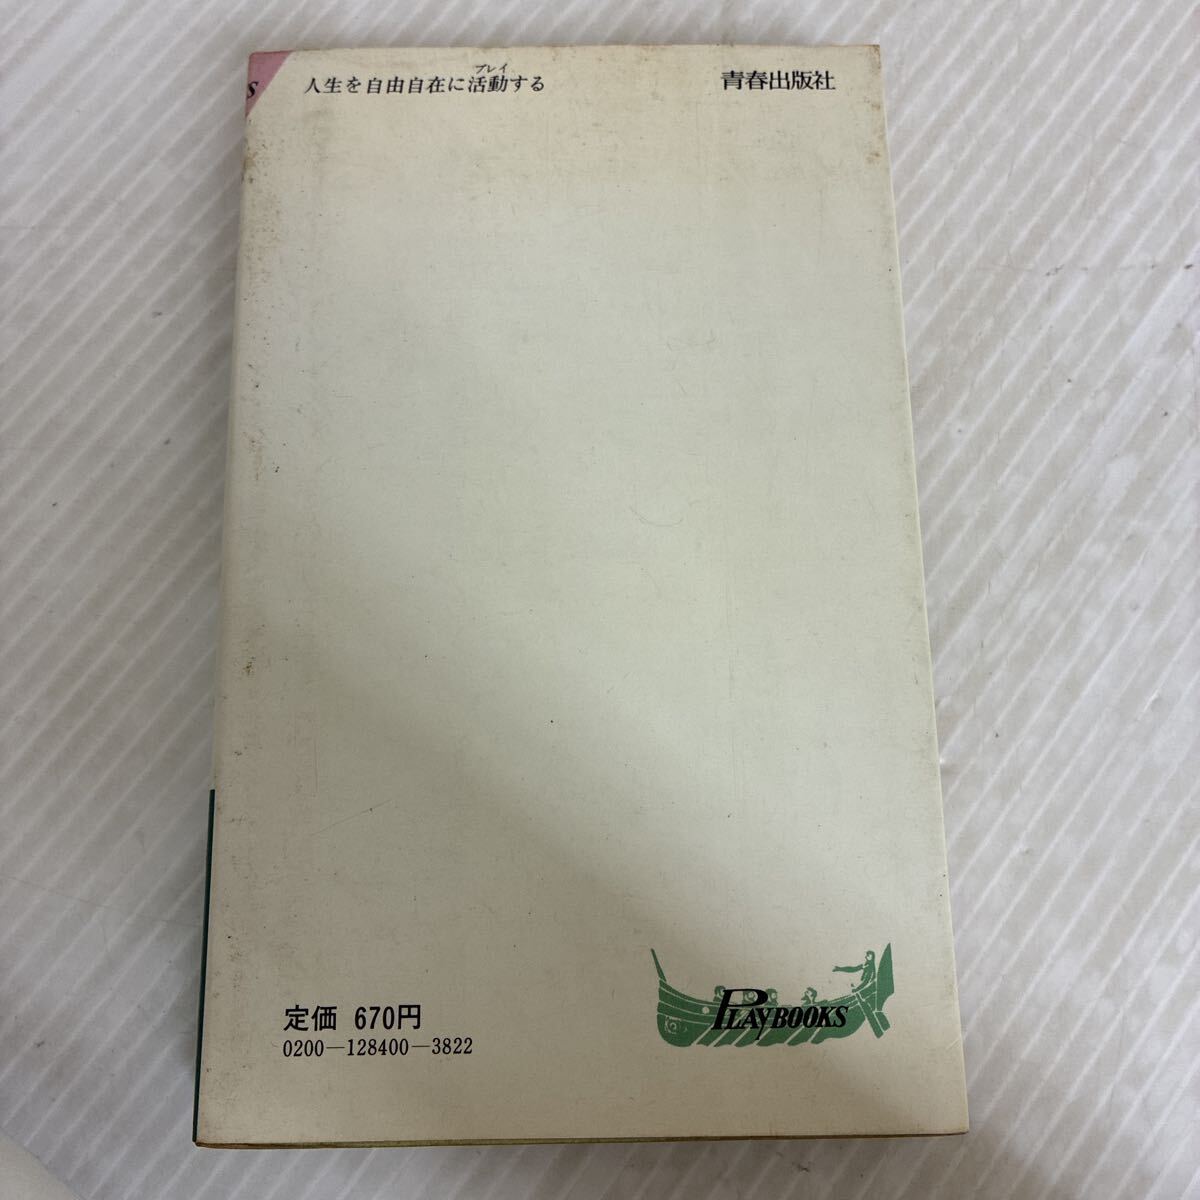 S
人生を自由自在に活動する
プレイ
青春出版社
定価 670円
0200-128400-3822
PLAYBOOKS